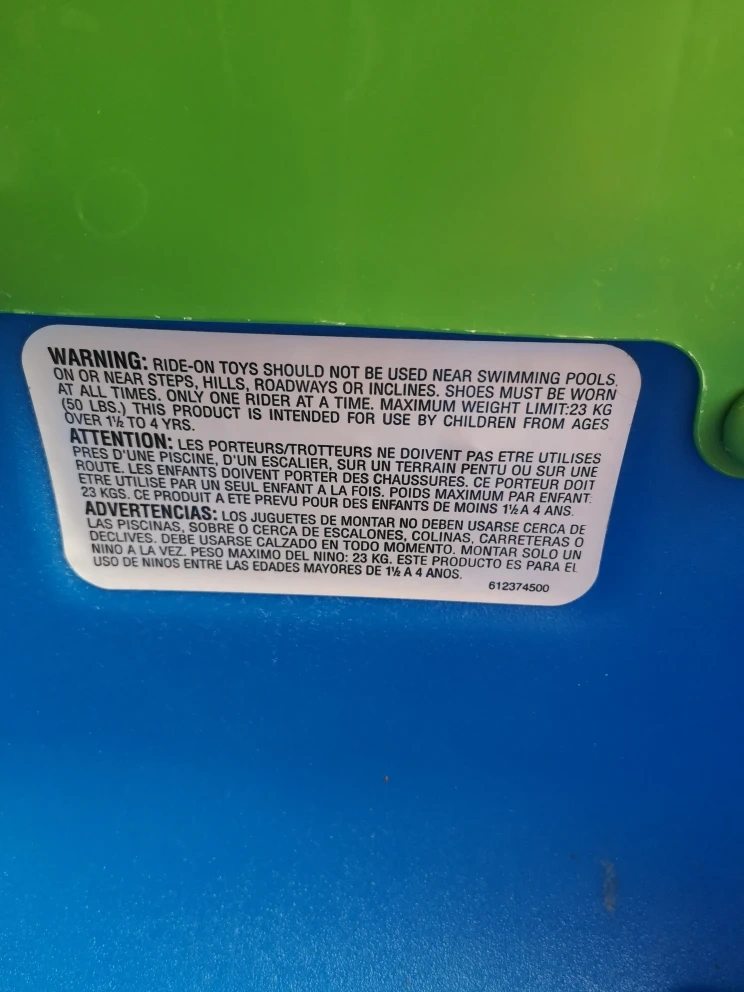 WARNING: RIDE-ON TOYS SHOULD NOT BE USED NEAR SWIMMING POOLS,
ON OR NEAR STEPS, HILLS, ROADWAYS OR INCLINES. SHOES MUST BE WORN
AT ALL TIMES. ONLY ONE RIDER AT A TIME. MAXIMUM WEIGHT LIMIT:23 KG
(50 LBS.) THIS PRODUCT IS INTENDED FOR USE BY CHILDREN FROM AGES
OVER 1½ TO 4 YRS.
ATTENTION: LES PORTEURS/TROTTEURS NE DOIVENT PAS ETRE UTILISES
PRES D'UNE PISCINE, D'UN ESCALIER, SUR UN TERRAIN PENTU OU SUR UNE
ROUTE. LES ENFANTS DOIVENT PORTER DES CHAUSSURES. CE PORTEUR DOIT
ETRE UTILISE PAR UN SEUL ENFANT A LA FOIS. POIDS MAXIMUM PAR ENFANT:
23 KGS. CE PRODUIT A ETE PREVU POUR DES ENFANTS DE MOINS 1½ A 4 ANS.
ADVERTENCIAS: LOS JUGUETES DE MONTAR NO DEBEN USARSE CERCA DE
LAS PISCINAS, SOBRE O CERCA DE ESCALONES, COLINAS, CARRETERAS O
DECLIVES. DEBE USARSE CALZADO EN TODO MOMENTO. MONTAR SOLO UN
NINO A LA VEZ. PESO MAXIMO DEL NINO: 23 KG. ESTE PRODUCTO ES PARA EL
USO DE NINOS ENTRE LAS EDADES MAYORES DE 1½ A 4 ANOS.
612374500